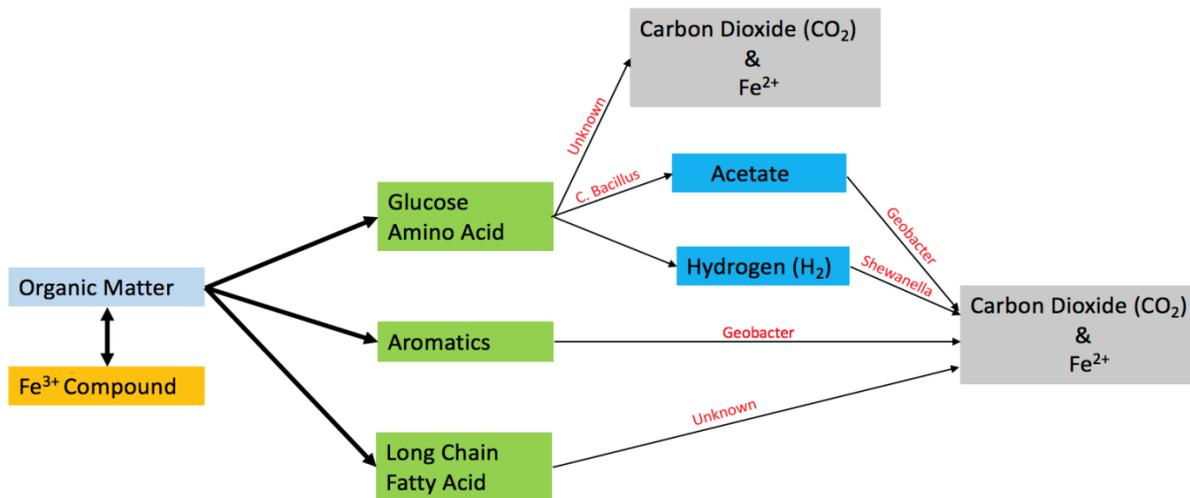 Carbon Dioxide (CO₂)
&
Fe²⁺
Unknown
C. Bacillus
Acetate
Glucose
Amino Acid
Geobacter
Hydrogen (H₂)
Shewanella
Organic Matter
Carbon Dioxide (CO₂)
&
Fe²⁺
Geobacter
Aromatics
Fe³⁺ Compound
Unknown
Long Chain
Fatty Acid